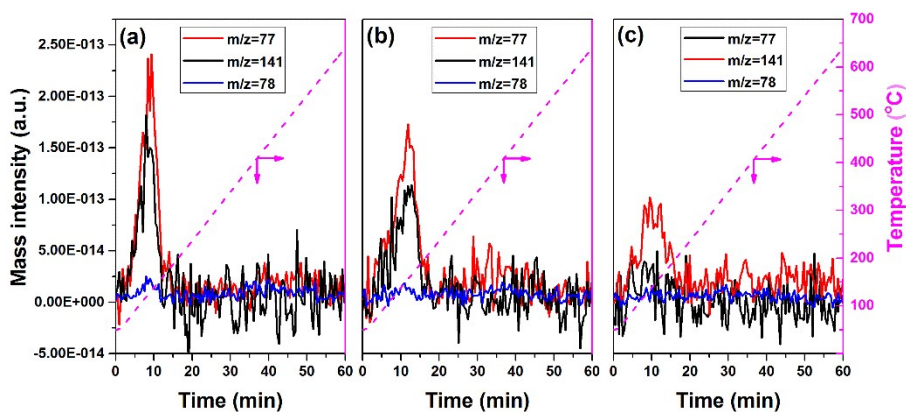 (a)
m/z=77
m/z=141
m/z=78
(b)
m/z=77
m/z=141
m/z=78
(c)
m/z=77
m/z=141
m/z=78
Mass intensity (a.u.)
2.50E-013
2.00E-013
1.50E-013
1.00E-013
5.00E-014
0.00E+000
-5.00E-014
0 10 20 30 40 50 60
0 10 20 30 40 50 60
0 10 20 30 40 50 60
Time (min)
Time (min)
Time (min)
700
600
500
400
300
200
100
Temperature (°C)